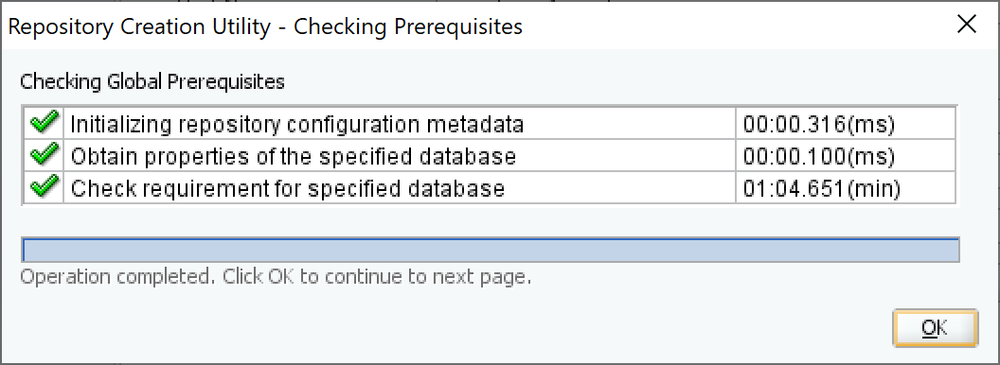 Repository Creation Utility - Checking Prerequisites
Checking Global Prerequisites
Initializing repository configuration metadata 00:00.316(ms)
Obtain properties of the specified database 00:00.100(ms)
Check requirement for specified database 01:04.651(min)
Operation completed. Click OK to continue to next page.
OK